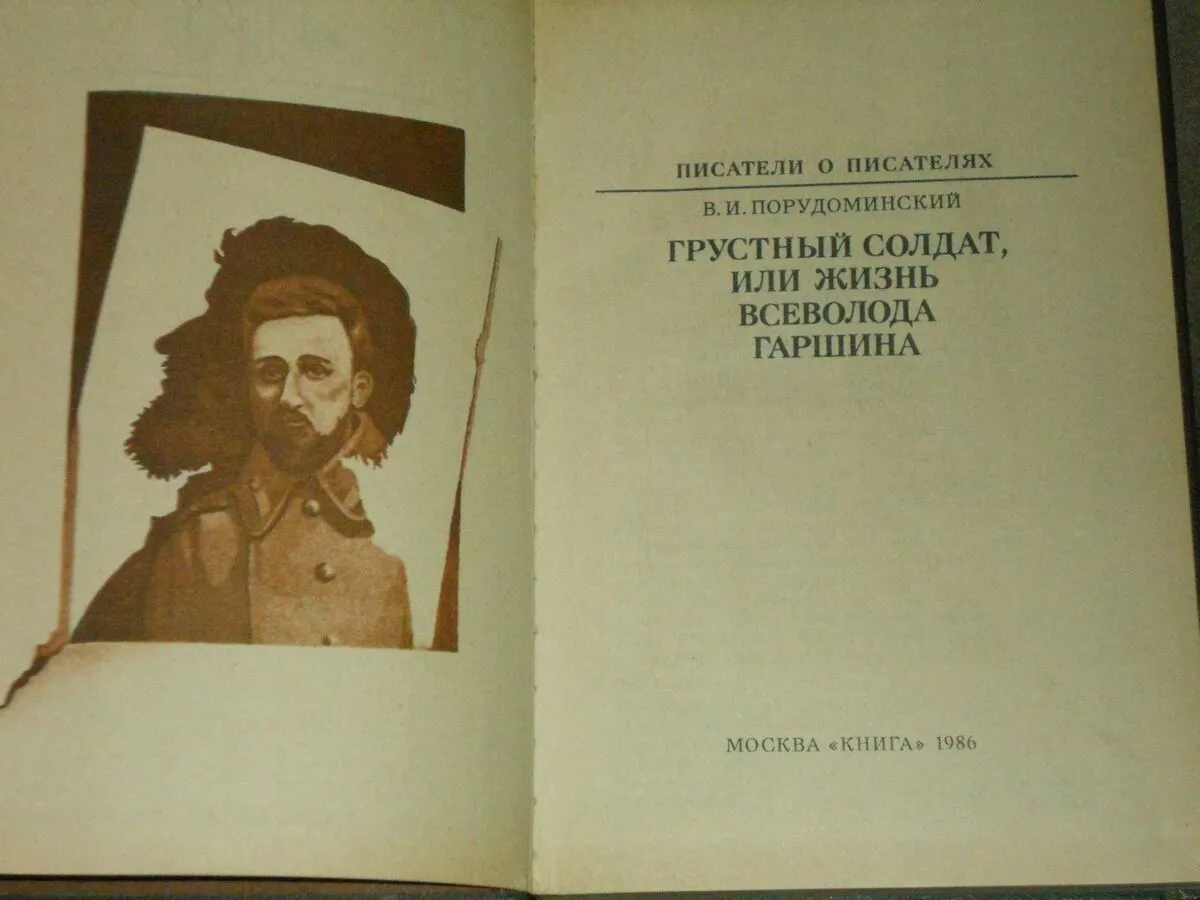 ПИСАТЕЛИ О ПИСАТЕЛЯХ
В. И. ПОРУДОМИНСКИЙ
ГРУСТНЫЙ СОЛДАТ,
ИЛИ ЖИЗНЬ
ВСЕВОЛОДА
ГАРШИНА
МОСКВА «КНИГА» 1986